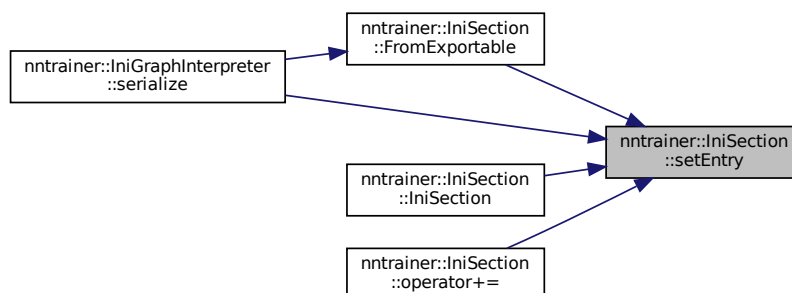 nntrainer::IniSection
::FromExportable
nntrainer::IniGraphInterpreter
::serialize
nntrainer::IniSection
::setEntry
nntrainer::IniSection
::IniSection
nntrainer::IniSection
::operator+=